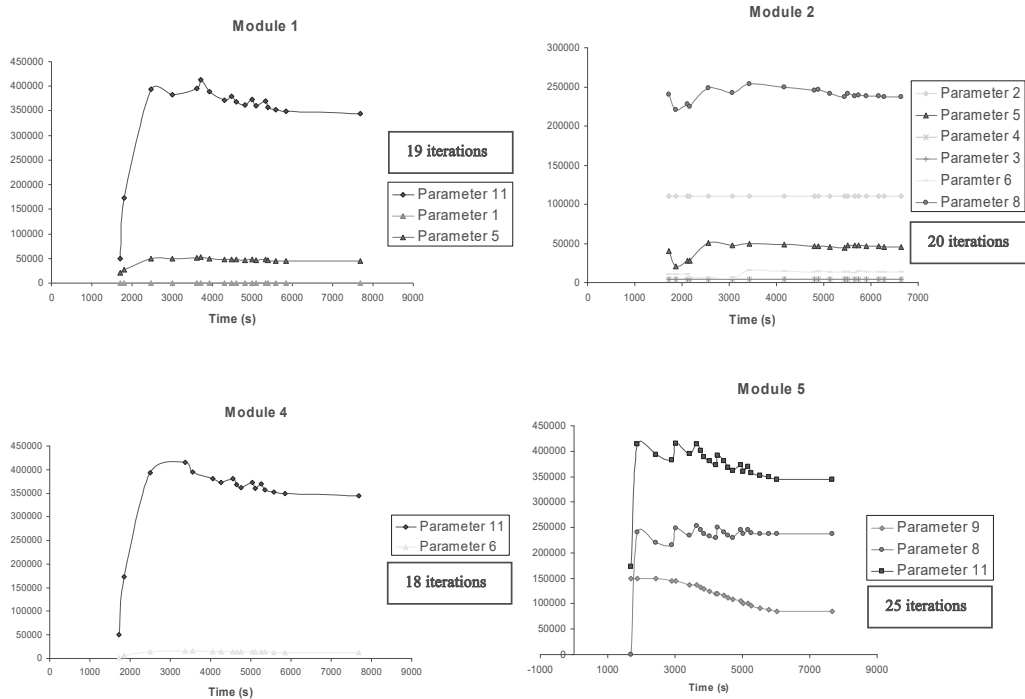 Module 1
450000
400000
350000
300000
250000
200000
150000
100000
50000
0
0 1000 2000 3000 4000 5000 6000 7000 8000 9000
Time (s)
19 iterations
Parameter 11
Parameter 1
Parameter 5
Module 2
300000
250000
200000
150000
100000
50000
0
0 1000 2000 3000 4000 5000 6000 7000
Time (s)
Parameter 2
Parameter 5
Parameter 4
Parameter 3
Paramter 6
Parameter 8
20 iterations
Module 4
450000
400000
350000
300000
250000
200000
150000
100000
50000
0
0 1000 2000 3000 4000 5000 6000 7000 8000 9000
Time (s)
Parameter 11
Parameter 6
18 iterations
Module 5
450000
400000
350000
300000
250000
200000
150000
100000
50000
0
-1000 1000 3000 5000 7000 9000
Time (s)
Parameter 9
Parameter 8
Parameter 11
25 iterations